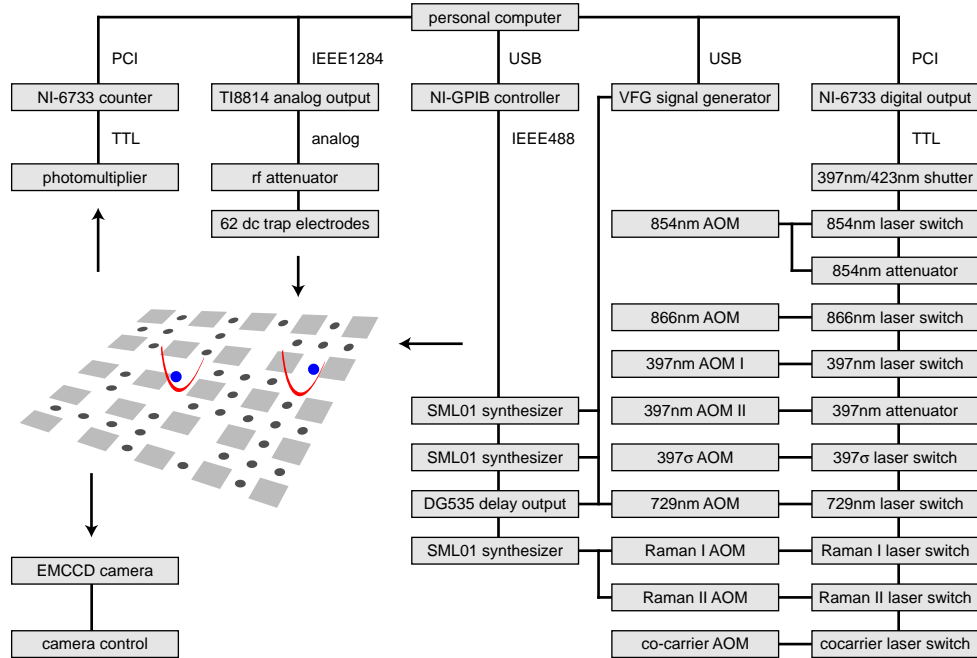 personal computer
PCI
IEEE1284
USB
USB
PCI
NI-6733 counter
TI8814 analog output
NI-GPIB controller
VFG signal generator
NI-6733 digital output
TTL
analog
IEEE488
TTL
photomultiplier
rf attenuator
397nm/423nm shutter
62 dc trap electrodes
854nm AOM
854nm laser switch
854nm attenuator
866nm AOM
866nm laser switch
397nm AOM I
397nm laser switch
SML01 synthesizer
397nm AOM II
397nm attenuator
SML01 synthesizer
397σ AOM
397σ laser switch
DG535 delay output
729nm AOM
729nm laser switch
SML01 synthesizer
Raman I AOM
Raman I laser switch
EMCCD camera
Raman II AOM
Raman II laser switch
camera control
co-carrier AOM
cocarrier laser switch